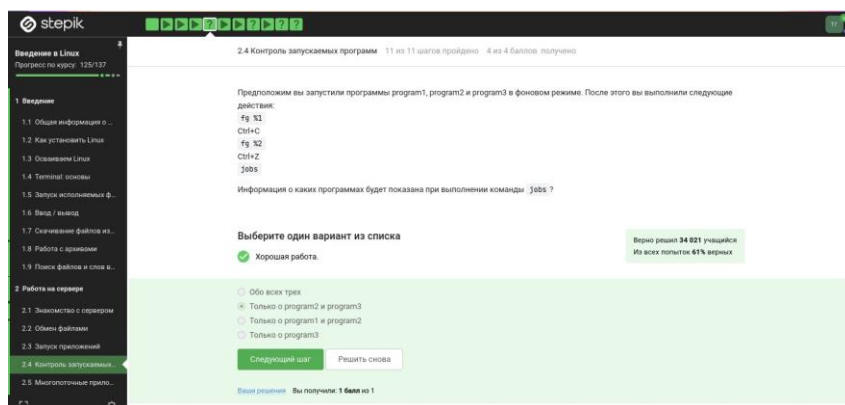 stepik
Введение в Linux
Прогресс по курсу: 125/137
1 Введение
1.1 Общая информация о ...
1.2 Как установить Linux
1.3 Осваиваем Linux
1.4 Terminal: основы
1.5 Запуск исполняемых ф...
1.6 Ввод / вывод
1.7 Скачивание файлов из...
1.8 Работа с архивами
1.9 Поиск файлов и слов в...
2 Работа на сервере
2.1 Знакомство с сервером
2.2 Обмен файлами
2.3 Запуск приложений
2.4 Контроль запускаемых...
2.5 Многопоточные прило...
2.4 Контроль запускаемых программ 11 из 11 шагов пройдено 4 из 4 баллов получено
Предположим вы запустили программы program1, program2 и program3 в фоновом режиме. После этого вы выполнили следующие
действия:
fg %1
Ctrl+C
fg %2
Ctrl+Z
jobs
Информация о каких программах будет показана при выполнении команды jobs ?
Выберите один вариант из списка
Хорошая работа.
Верно решил 34 021 учащийся
Из всех попыток 61% верных
Обо всех трех
Только о program2 и program3
Только о program1 и program2
Только о program3
Следующий шаг Решить снова
Ваши решения Вы получили: 1 балл из 1